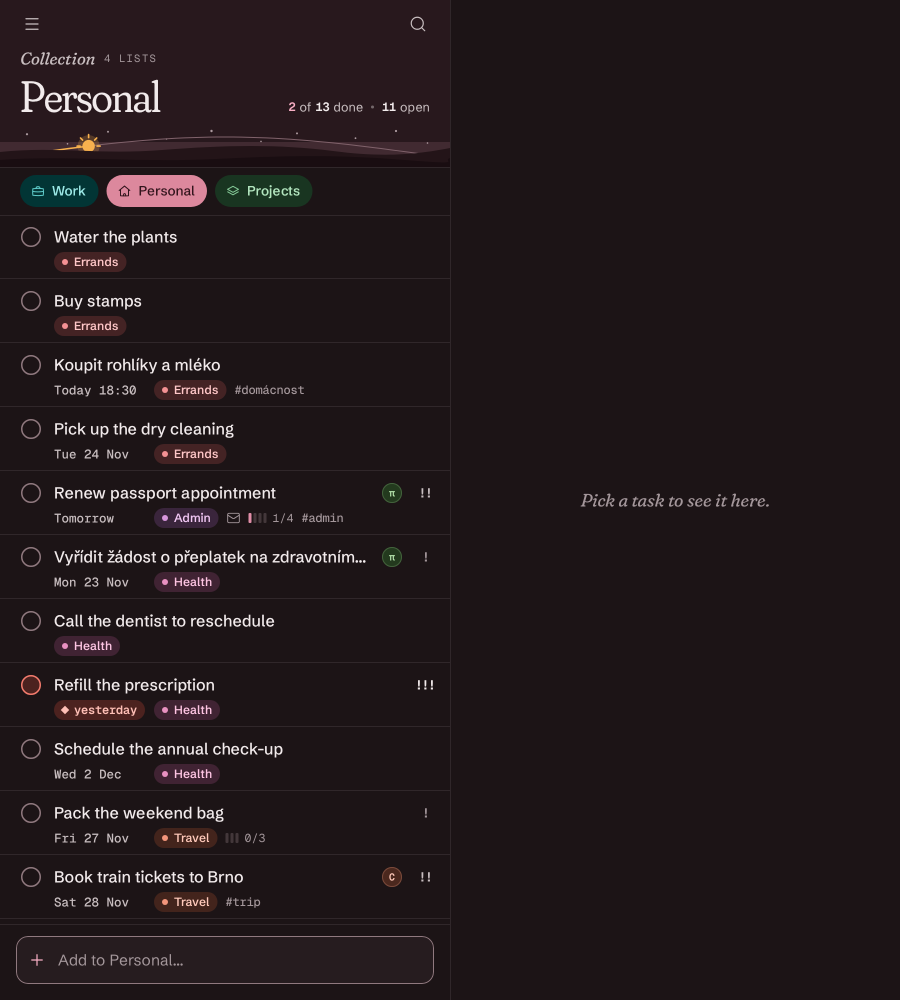 Collection 4 LISTS
Personal
2 of 13 done • 11 open
Work Personal Projects
Water the plants
Errands
Buy stamps
Errands
Koupit rohlíky a mléko
Today 18:30 Errands #domácnost
Pick up the dry cleaning
Tue 24 Nov Errands
Renew passport appointment π !!
Tomorrow Admin 1/4 #admin
Vyřídit žádost o přeplatek na zdravotním… π !
Mon 23 Nov Health
Call the dentist to reschedule
Health
Refill the prescription !!!
yesterday Health
Schedule the annual check-up
Wed 2 Dec Health
Pack the weekend bag !
Fri 27 Nov Travel 0/3
Book train tickets to Brno C !!
Sat 28 Nov Travel #trip
Add to Personal...
Pick a task to see it here.